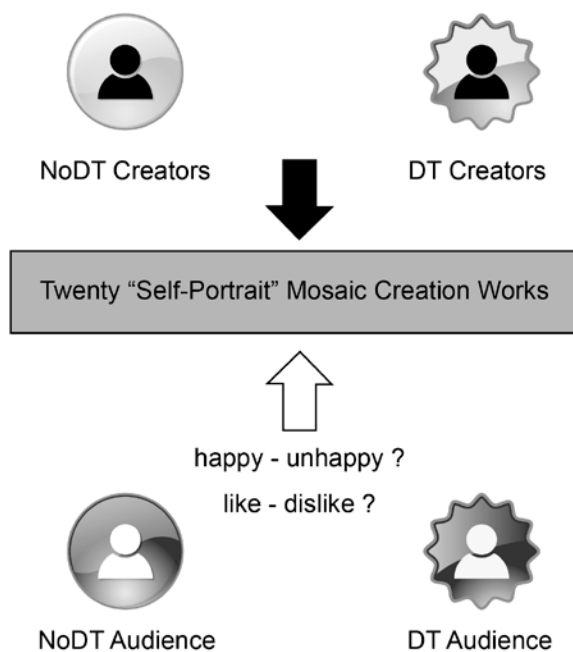 NoDT Creators
DT Creators
Twenty “Self-Portrait” Mosaic Creation Works
happy - unhappy ?
like - dislike ?
NoDT Audience
DT Audience